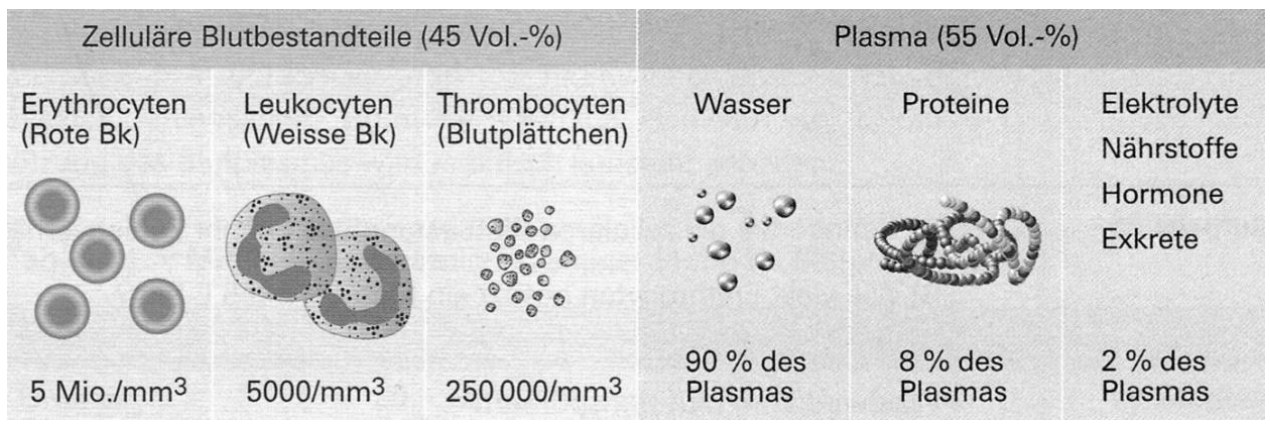 Zelluläre Blutbestandteile (45 Vol.-%)
Plasma (55 Vol.-%)
Erythrocyten
(Rote Bk)
Leukocyten
(Weisse Bk)
Thrombocyten
(Blutplättchen)
Wasser
Proteine
Elektrolyte
Nährstoffe
Hormone
Exkrete
5 Mio./mm³
5000/mm³
250 000/mm³
90 % des
Plasmas
8 % des
Plasmas
2 % des
Plasmas